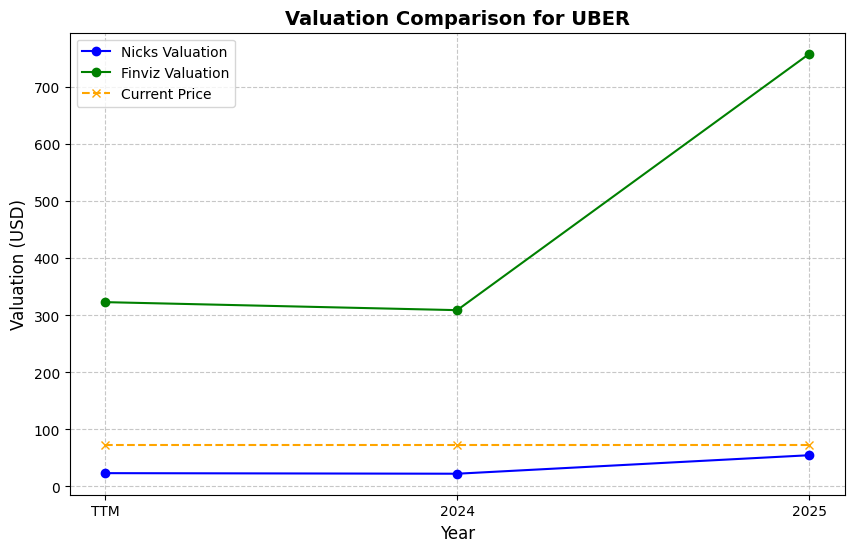 Valuation Comparison for UBER
Nicks Valuation
Finviz Valuation
Current Price
Valuation (USD)
700
600
500
400
300
200
100
0
TTM 2024 2025
Year